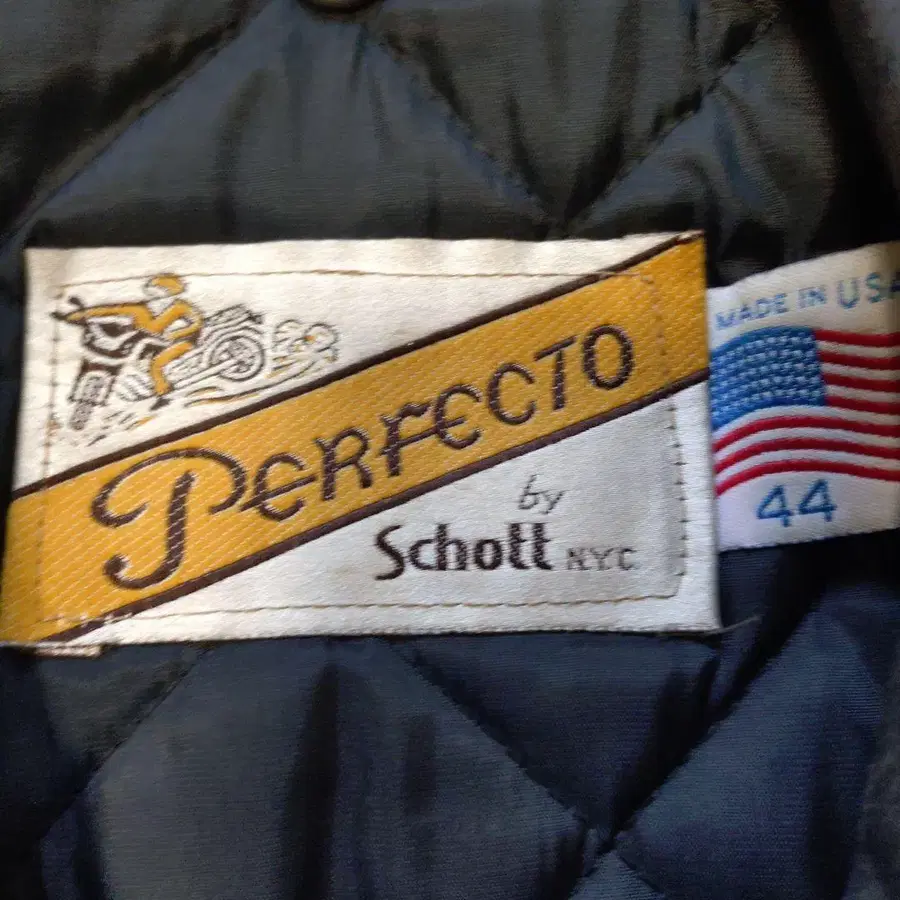 PERFECTO
by
Schott N.Y.C
MADE IN USA
44